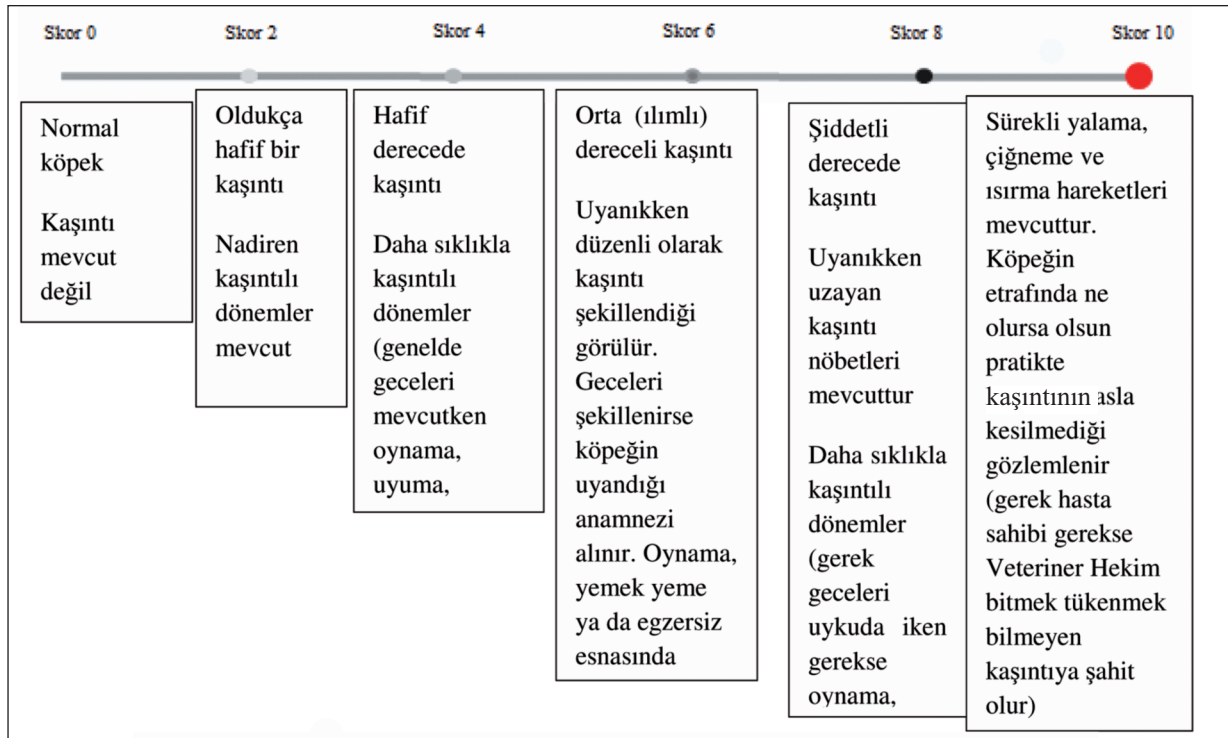 Skor 0
Skor 2
Skor 4
Skor 6
Skor 8
Skor 10
Normal
köpek
Kaşıntı
mevcut
değil
Oldukça
hafif bir
kaşıntı
Nadiren
kaşıntılı
dönemler
mevcut
Hafif
derecede
kaşıntı
Daha sıklıkla
kaşıntılı
dönemler
(genelde
geceleri
mevcutken
oynama,
uyuma,
Orta (ılımlı)
dereceli kaşıntı
Uyanıkken
düzenli olarak
kaşıntı
şekillendiği
görülür.
Geceleri
şekillenirse
köpeğin
uyandığı
anamnezi
alınır. Oynama,
yemek yeme
ya da egzersiz
esnasında
Şiddetli
derecede
kaşıntı
Uyanıkken
uzayan
kaşıntı
nöbetleri
mevcuttur
Daha sıklıkla
kaşıntılı
dönemler
(gerek
geceleri
uykuda iken
gerekse
oynama,
Sürekli yalama,
çiğneme ve
ısırma hareketleri
mevcuttur.
Köpeğin
etrafında ne
olursa olsun
pratikte
kaşıntının asla
kesilmediği
gözlemlenir
(gerek hasta
sahibi gerekse
Veteriner Hekim
bitmek tükenmek
bilmeyen
kaşıntıya şahit
olur)